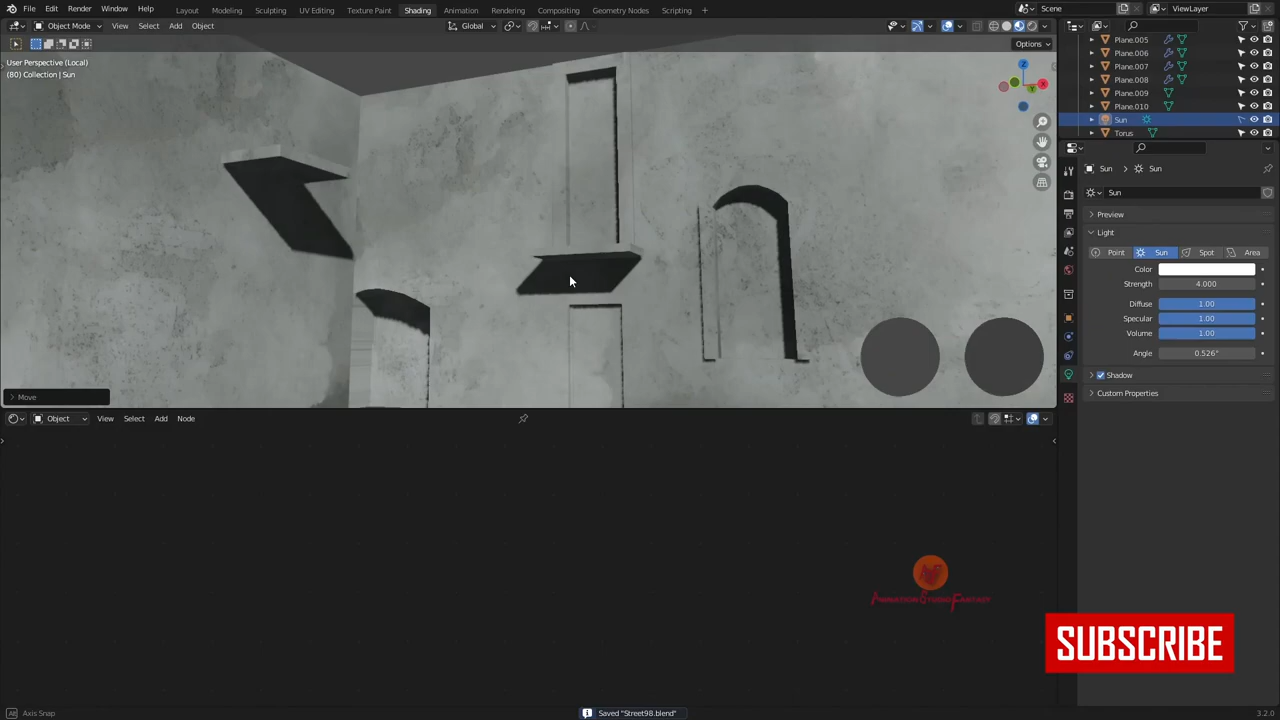 File Edit Render Window Help
Layout Modeling Sculpting UV Editing Texture Paint Shading Animation Rendering Compositing Geometry Nodes Scripting +
Scene
ViewLayer
Object Mode View Select Add Object
Global
Options
User Perspective (Local)
(80) Collection | Sun
Z
X
Y
Plane.005
Plane.006
Plane.007
Plane.008
Plane.009
Plane.010
Sun
Torus
Sun > Sun
Sun
Preview
Light
Point Sun Spot Area
Color
Strength 4.000
Diffuse 1.00
Specular 1.00
Volume 1.00
Angle 0.526°
Shadow
Custom Properties
Move
Object View Select Add Node
Animation Studio Fantasy
SUBSCRIBE
Axis Snap
Saved "Street98.blend"
3.2.0